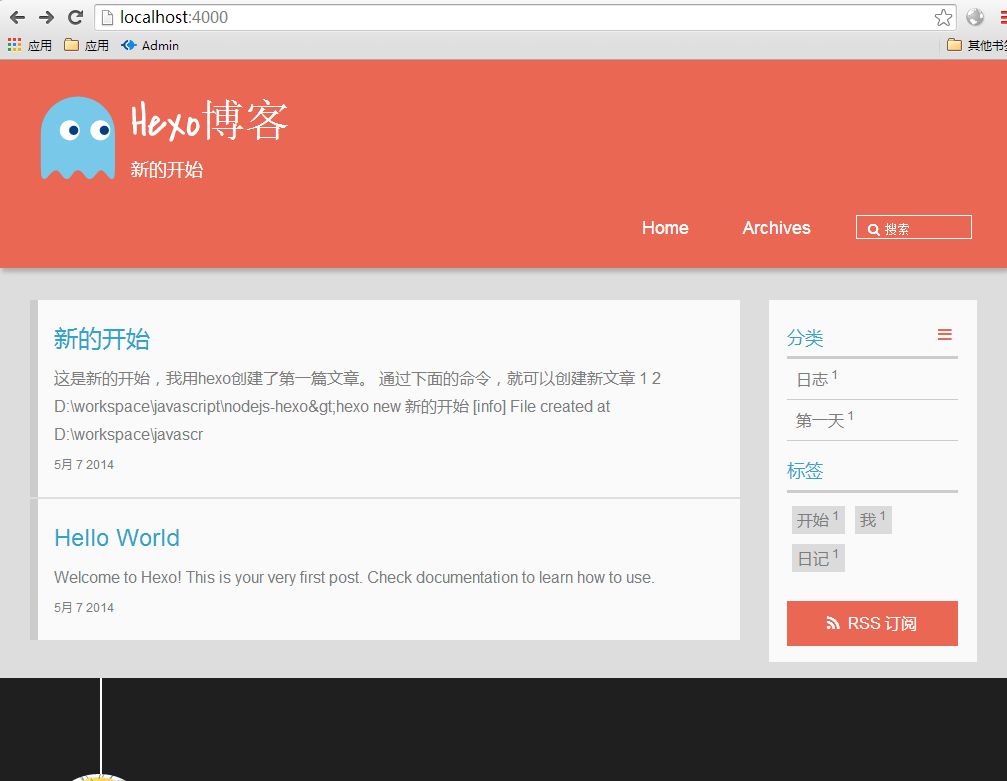 localhost:4000
应用 应用 Admin 其他书
Hexo博客
新的开始
Home Archives 搜索
新的开始
这是新的开始，我用hexo创建了第一篇文章。 通过下面的命令，就可以创建新文章 1 2
D:\workspace\javascript\nodejs-hexo&gt;hexo new 新的开始 [info] File created at
D:\workspace\javascr
5月 7 2014
Hello World
Welcome to Hexo! This is your very first post. Check documentation to learn how to use.
5月 7 2014
分类
日志 1
第一天 1
标签
开始 1 我 1
日记 1
RSS 订阅